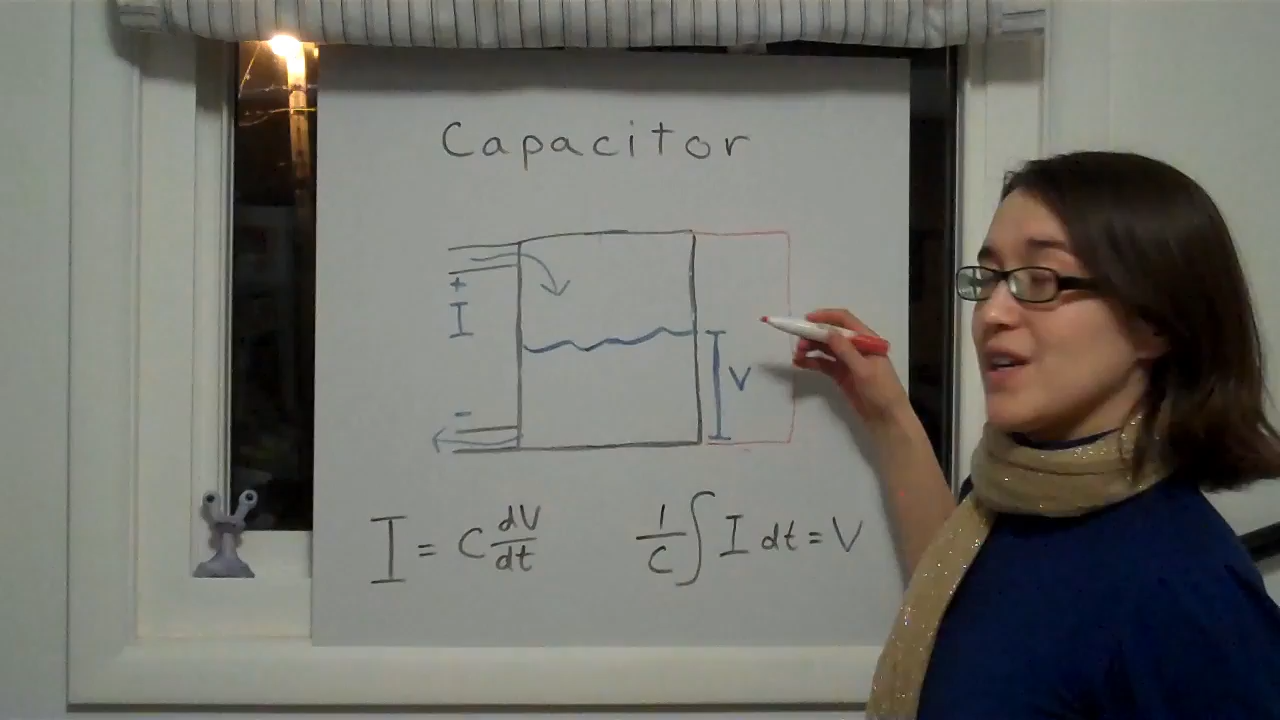 Capacitor
+
I
V
-
I = C dV/dt
1/C ∫ I dt = V